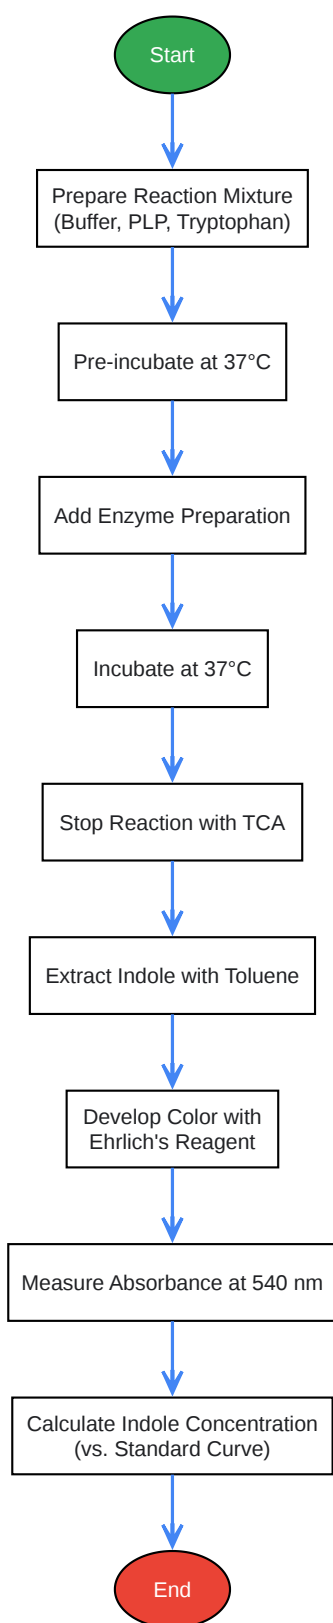 Start
Prepare Reaction Mixture
(Buffer, PLP, Tryptophan)
Pre-incubate at 37°C
Add Enzyme Preparation
Incubate at 37°C
Stop Reaction with TCA
Extract Indole with Toluene
Develop Color with
Ehrlich's Reagent
Measure Absorbance at 540 nm
Calculate Indole Concentration
(vs. Standard Curve)
End